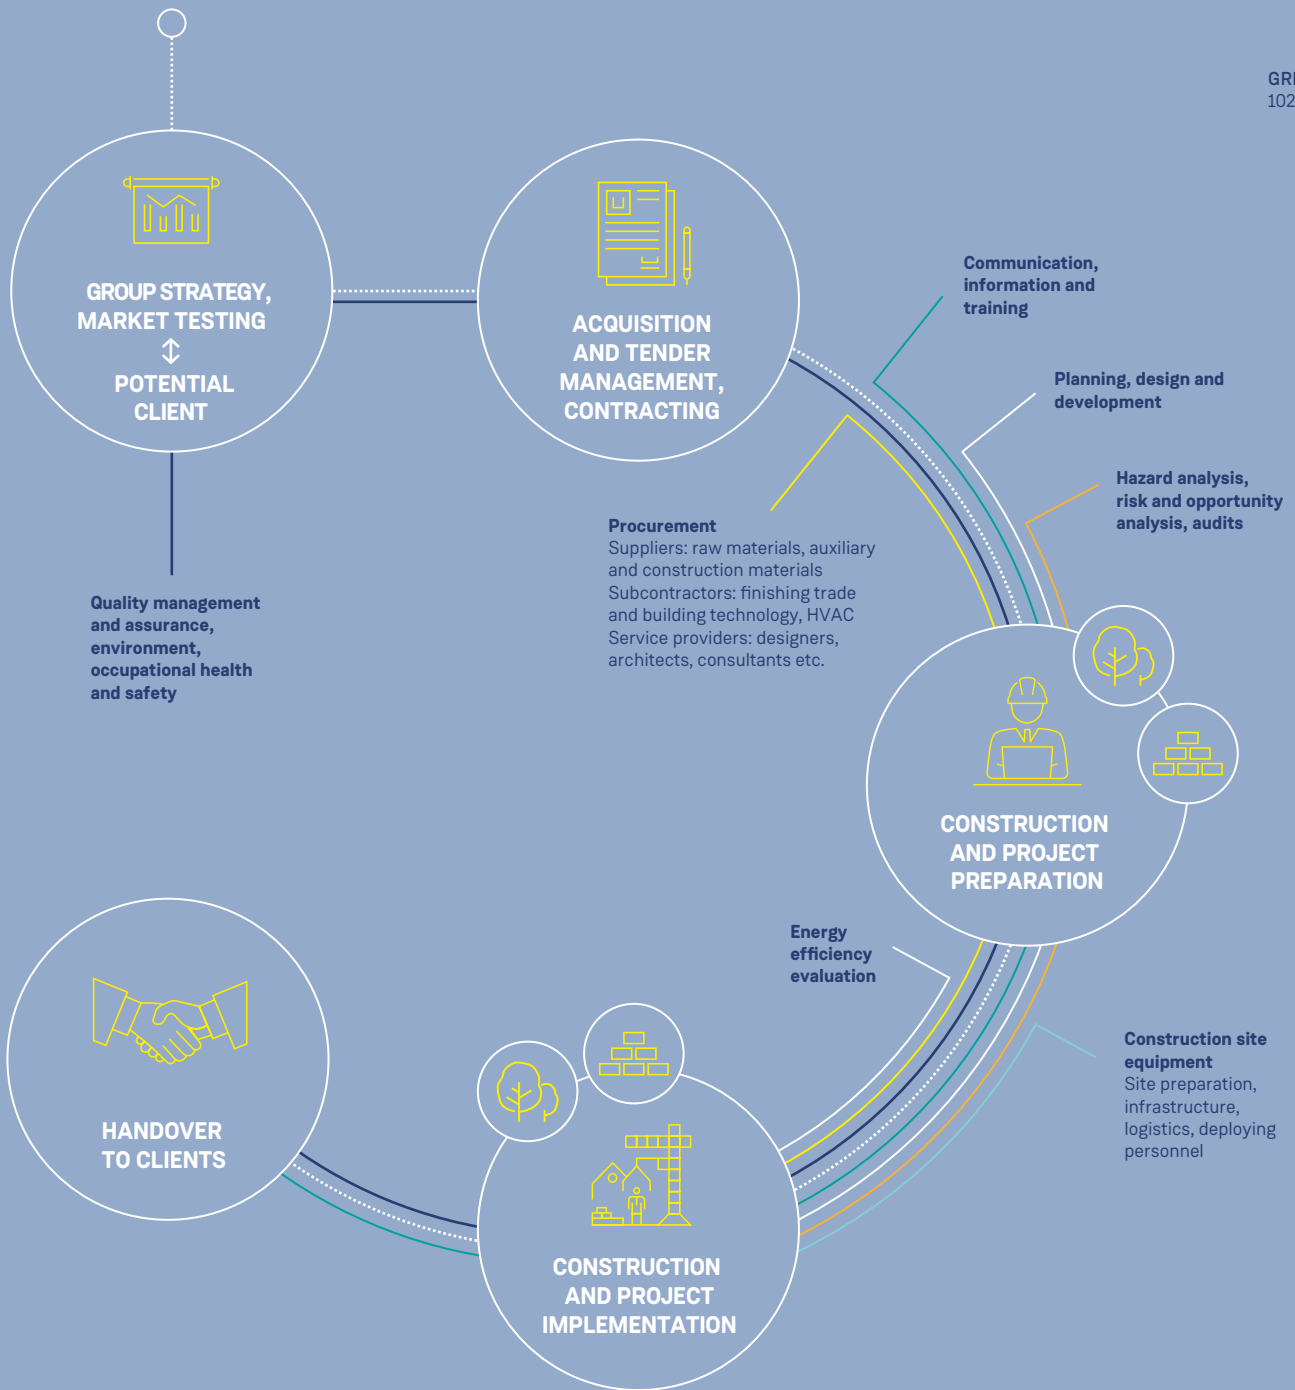 GRI
102
GROUP STRATEGY,
MARKET TESTING
POTENTIAL
CLIENT
ACQUISITION
AND TENDER
MANAGEMENT,
CONTRACTING
Communication,
information and
training
Planning, design and
development
Hazard analysis,
risk and opportunity
analysis, audits
Procurement
Suppliers: raw materials, auxiliary
and construction materials
Subcontractors: finishing trade
and building technology, HVAC
Service providers: designers,
architects, consultants etc.
Quality management
and assurance,
environment,
occupational health
and safety
CONSTRUCTION
AND PROJECT
PREPARATION
Energy
efficiency
evaluation
Construction site
equipment
Site preparation,
infrastructure,
logistics, deploying
personnel
HANDOVER
TO CLIENTS
CONSTRUCTION
AND PROJECT
IMPLEMENTATION